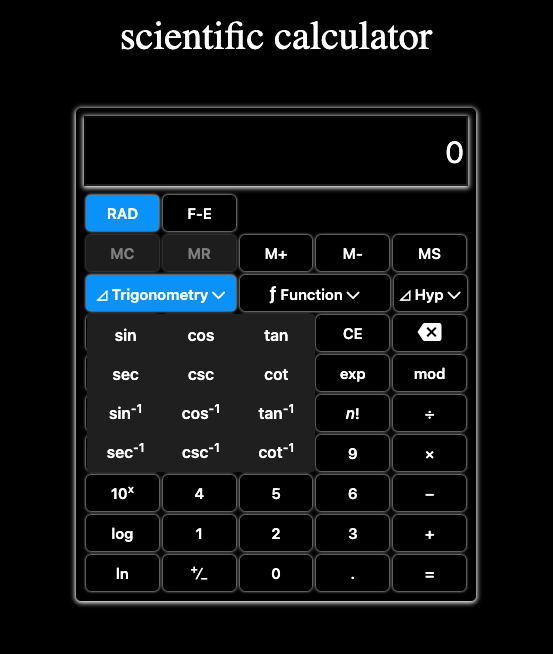 scientific calculator
0
RAD F-E
MC MR M+ M- MS
⊿ Trigonometry ƒ Function ⊿ Hyp
sin cos tan CE
sec csc cot exp mod
sin⁻¹ cos⁻¹ tan⁻¹ n! ÷
sec⁻¹ csc⁻¹ cot⁻¹ 9 ×
10ˣ 4 5 6 −
log 1 2 3 +
ln ⁺/₋ 0 . =